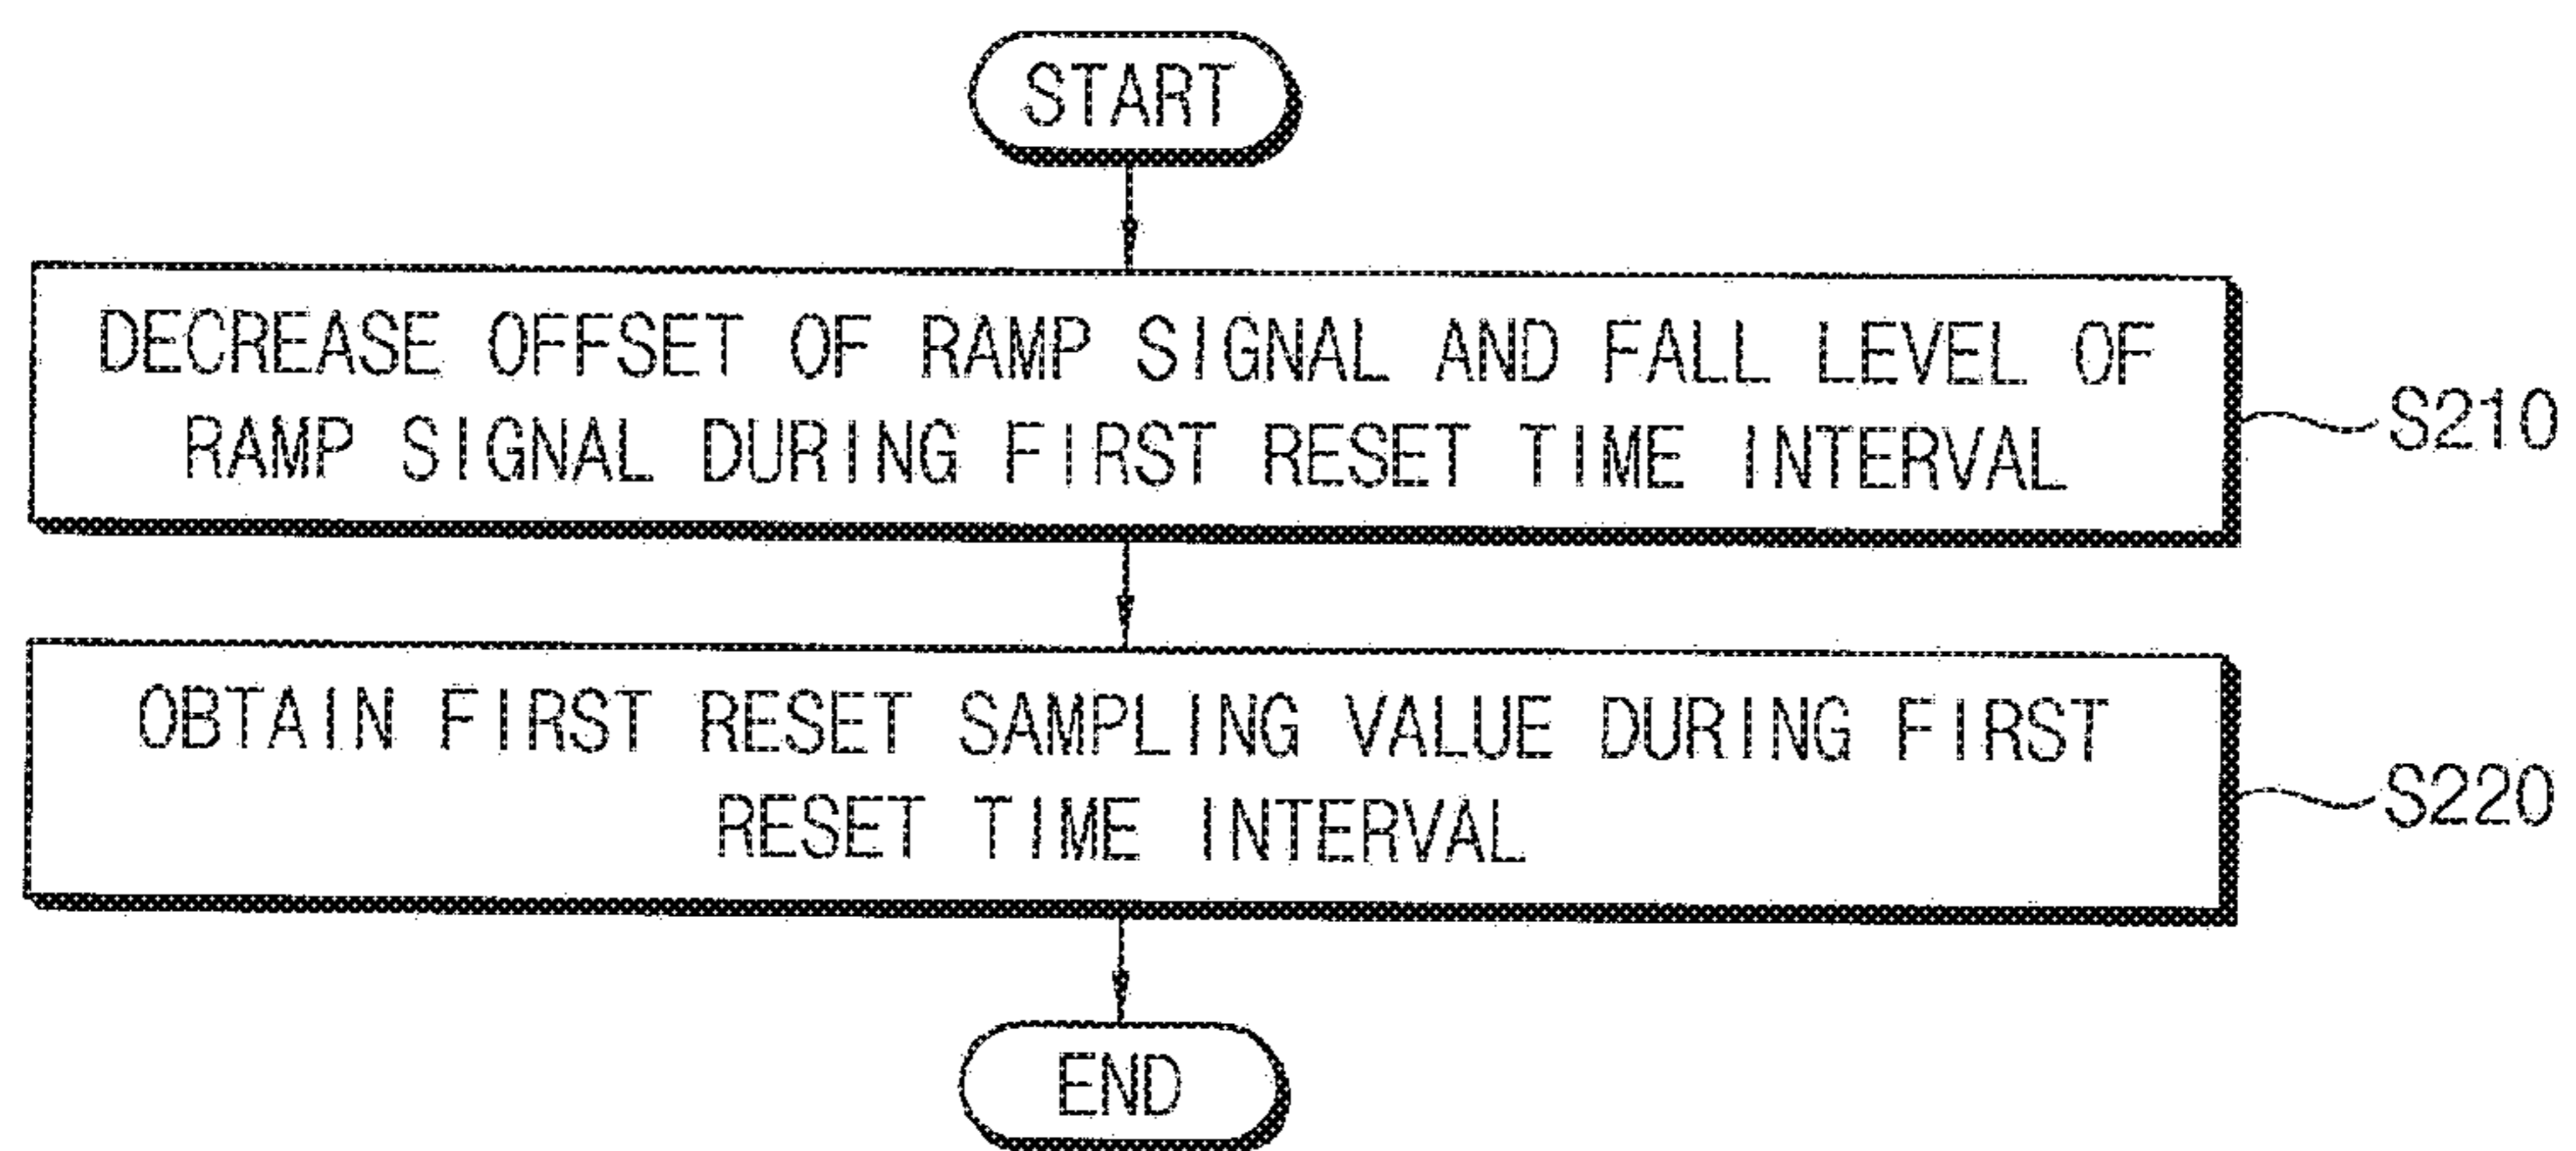 START
DECREASE OFFSET OF RAMP SIGNAL AND FALL LEVEL OF
RAMP SIGNAL DURING FIRST RESET TIME INTERVAL
S210
OBTAIN FIRST RESET SAMPLING VALUE DURING FIRST
RESET TIME INTERVAL
S220
END